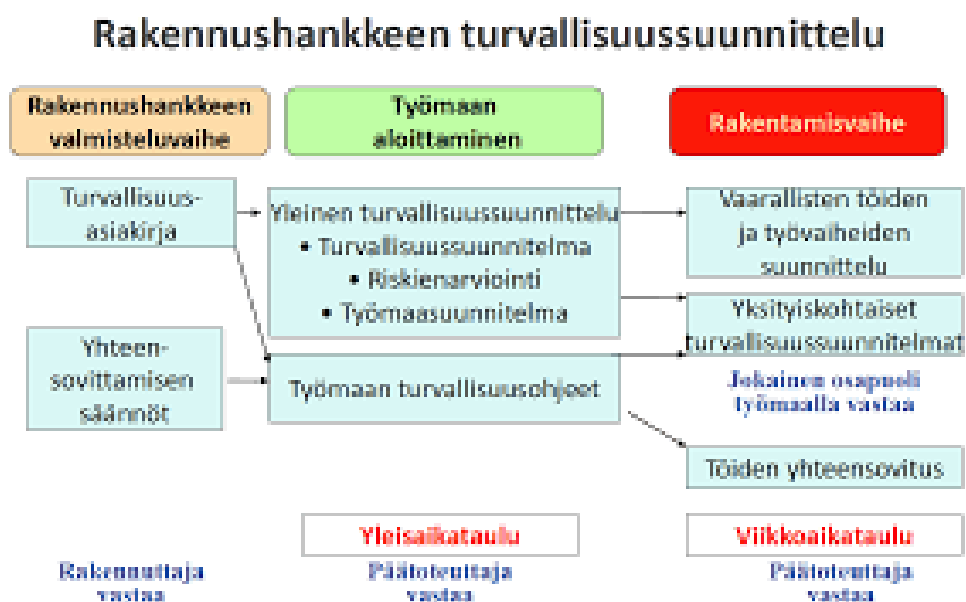 Rakennushankkeen turvallisuussuunnittelu
Rakennushankkeen
valmisteluvaihe
Työmaan
aloittaminen
Rakentamisvaihe
Turvallisuus-
asiakirja
Yhteen-
sovittamisen
säännöt
Yleinen turvallisuussuunnittelu
• Turvallisuussuunnitelma
• Riskienarviointi
• Työmaasuunnitelma
Työmaan turvallisuusohjeet
Vaarallisten töiden
ja työvaiheiden
suunnittelu
Yksityiskohtaiset
turvallisuussuunnitelmat
Jokainen osapuoli
työmaalla vastaa
Töiden yhteensovitus
Yleisaikataulu
Viikkoaikataulu
Rakennuttaja
vastaa
Päätoteuttaja
vastaa
Päätoteuttaja
vastaa